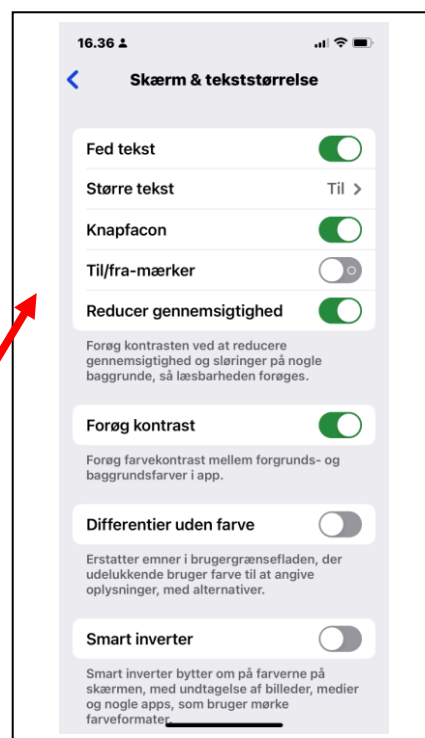 16.36
Skærm & tekststørrelse
Fed tekst
Større tekst Til
Knapfacon
Til/fra-mærker
Reducer gennemsigtighed
Forøg kontrasten ved at reducere
gennemsigtighed og sløringer på nogle
baggrunde, så læsbarheden forøges.
Forøg kontrast
Forøg farvekontrast mellem forgrunds- og
baggrundsfarver i app.
Differentier uden farve
Erstatter emner i brugergrænsefladen, der
udelukkende bruger farve til at angive
oplysninger, med alternativer.
Smart inverter
Smart inverter bytter om på farverne på
skærmen, med undtagelse af billeder, medier
og nogle apps, som bruger mørke
farveformater.